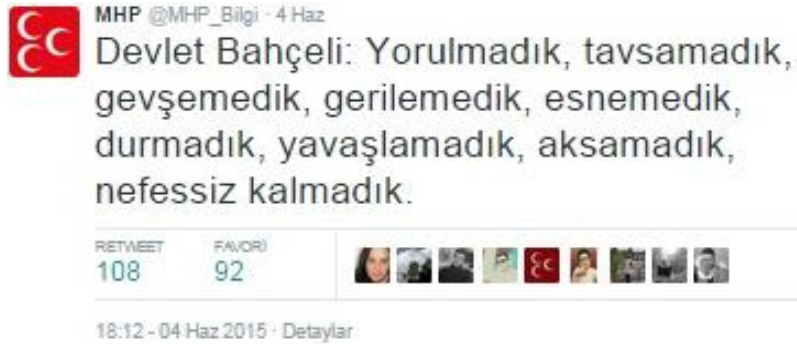 MHP @MHP_Bilgi · 4 Haz
Devlet Bahçeli: Yorulmadık, tavsamadık,
gevşemedik, gerilemedik, esnemedik,
durmadık, yavaşlamadık, aksamadık,
nefessiz kalmadık.
RETWEET FAVORİ
108 92
18:12 - 04 Haz 2015 · Detaylar